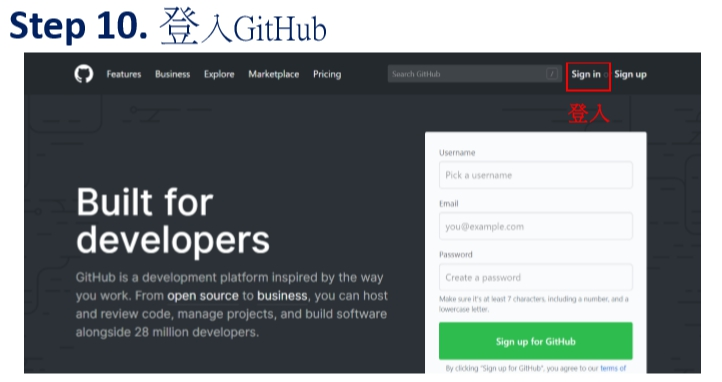 Step 10. 登入GitHub
Features Business Explore Marketplace Pricing Search GitHub / Sign in or Sign up
登入
Built for
developers
GitHub is a development platform inspired by the way
you work. From open source to business, you can host
and review code, manage projects, and build software
alongside 28 million developers.
Username
Pick a username
Email
you@example.com
Password
Create a password
Make sure it's at least 7 characters, including a number, and a
lowercase letter.
Sign up for GitHub
By clicking "Sign up for GitHub", you agree to our terms of